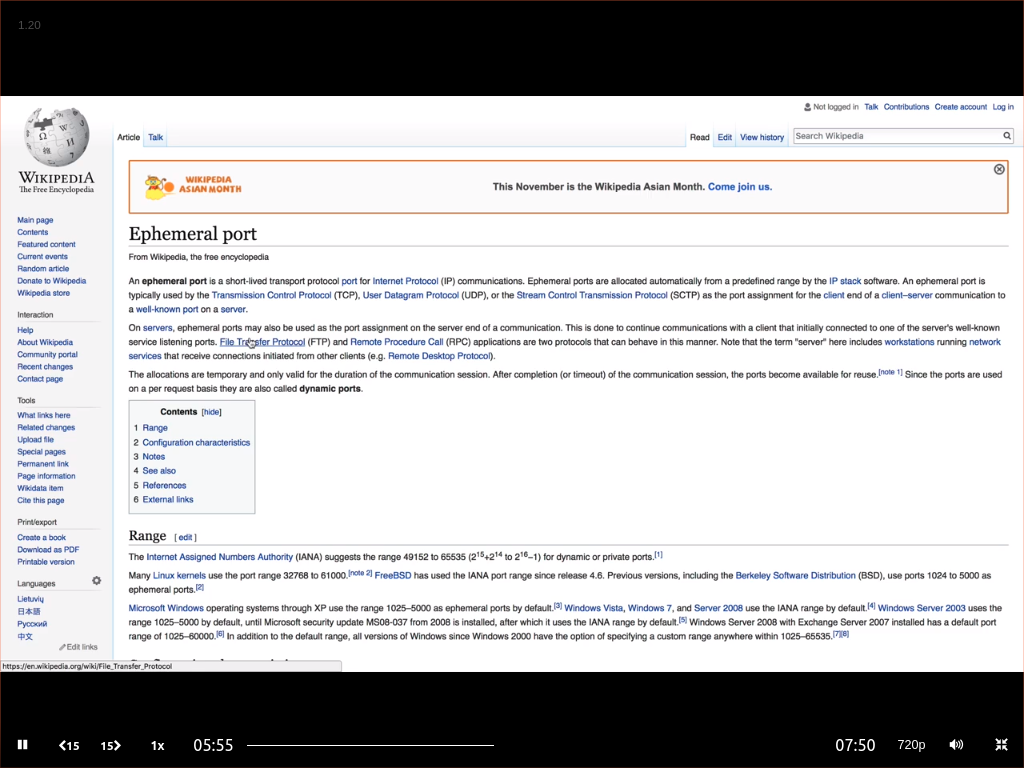 1.20
Not logged in Talk Contributions Create account Log in
Article Talk Read Edit View history Search Wikipedia
WIKIPEDIA
The Free Encyclopedia
WIKIPEDIA
ASIAN MONTH
This November is the Wikipedia Asian Month. Come join us.
Main page
Contents
Featured content
Current events
Random article
Donate to Wikipedia
Wikipedia store
Interaction
Help
About Wikipedia
Community portal
Recent changes
Contact page
Tools
What links here
Related changes
Upload file
Special pages
Permanent link
Page information
Wikidata item
Cite this page
Print/export
Create a book
Download as PDF
Printable version
Languages
Lietuvių
日本語
Русский
中文
Edit links
Ephemeral port
From Wikipedia, the free encyclopedia
An ephemeral port is a short-lived transport protocol port for Internet Protocol (IP) communications. Ephemeral ports are allocated automatically from a predefined range by the IP stack software. An ephemeral port is
typically used by the Transmission Control Protocol (TCP), User Datagram Protocol (UDP), or the Stream Control Transmission Protocol (SCTP) as the port assignment for the client end of a client–server communication to
a well-known port on a server.
On servers, ephemeral ports may also be used as the port assignment on the server end of a communication. This is done to continue communications with a client that initially connected to one of the server's well-known
service listening ports. File Transfer Protocol (FTP) and Remote Procedure Call (RPC) applications are two protocols that can behave in this manner. Note that the term "server" here includes workstations running network
services that receive connections initiated from other clients (e.g. Remote Desktop Protocol).
The allocations are temporary and only valid for the duration of the communication session. After completion (or timeout) of the communication session, the ports become available for reuse.[note 1] Since the ports are used
on a per request basis they are also called dynamic ports.
Contents [hide]
1 Range
2 Configuration characteristics
3 Notes
4 See also
5 References
6 External links
Range [ edit ]
The Internet Assigned Numbers Authority (IANA) suggests the range 49152 to 65535 (2^15+2^14 to 2^16−1) for dynamic or private ports.[1]
Many Linux kernels use the port range 32768 to 61000.[note 2] FreeBSD has used the IANA port range since release 4.6. Previous versions, including the Berkeley Software Distribution (BSD), use ports 1024 to 5000 as
ephemeral ports.[2]
Microsoft Windows operating systems through XP use the range 1025–5000 as ephemeral ports by default.[3] Windows Vista, Windows 7, and Server 2008 use the IANA range by default.[4] Windows Server 2003 uses the
range 1025–5000 by default, until Microsoft security update MS08-037 from 2008 is installed, after which it uses the IANA range by default.[5] Windows Server 2008 with Exchange Server 2007 installed has a default port
range of 1025–60000.[6] In addition to the default range, all versions of Windows since Windows 2000 have the option of specifying a custom range anywhere within 1025–65535.[7][8]
https://en.wikipedia.org/wiki/File_Transfer_Protocol
15 15 1x 05:55 07:50 720p